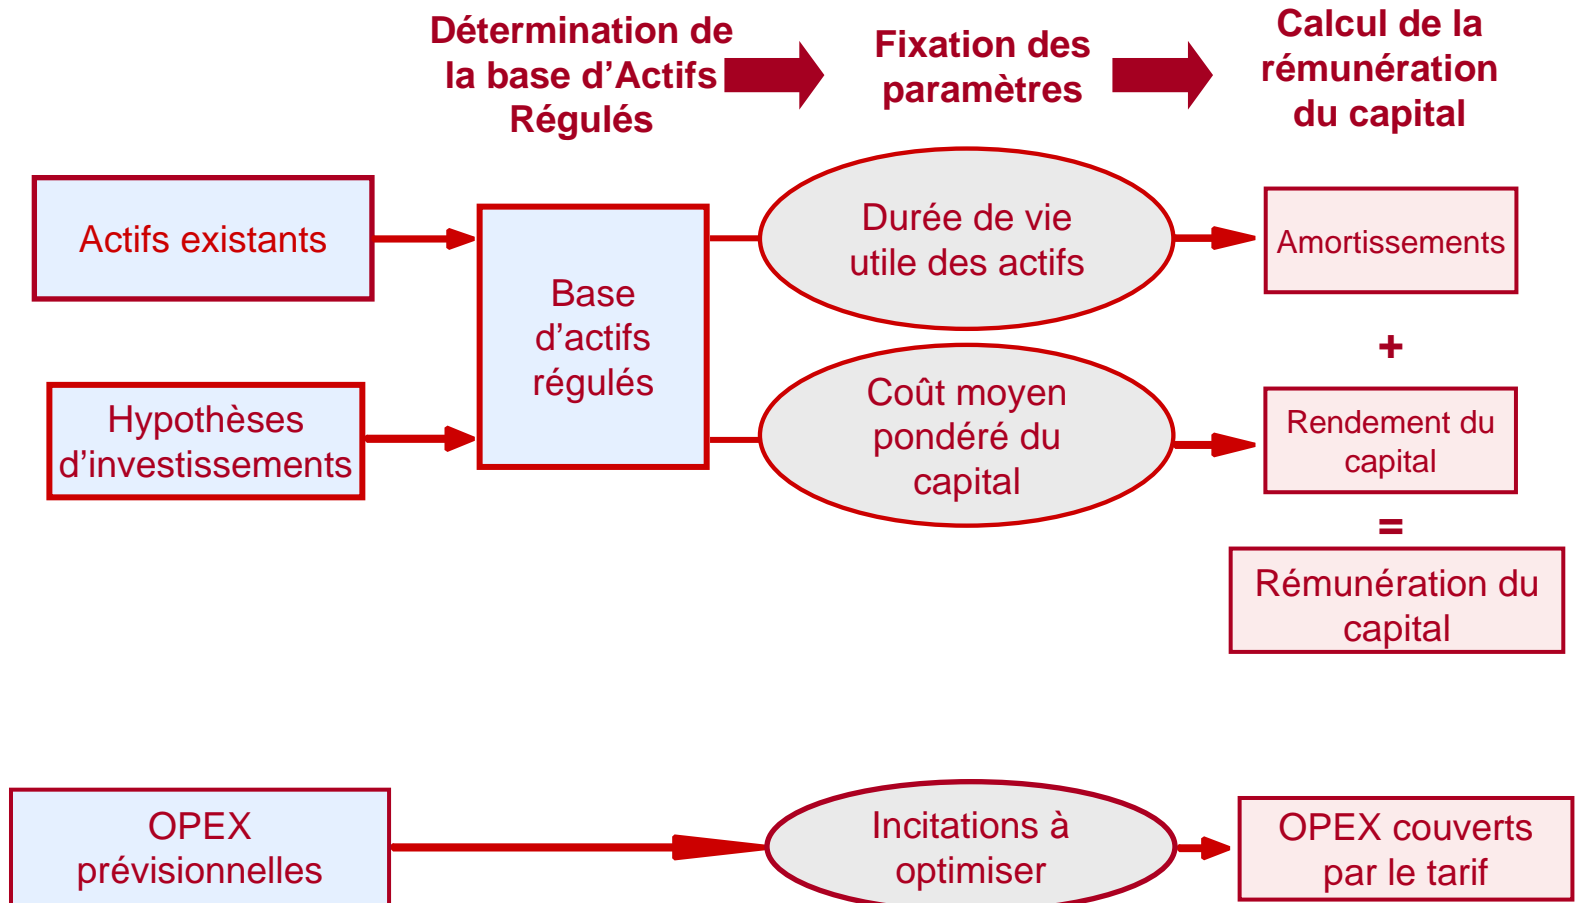 Détermination de
la base d’Actifs
Régulés
Fixation des
paramètres
Calcul de la
rémunération
du capital
Actifs existants
Hypothèses
d’investissements
Base
d’actifs
régulés
Durée de vie
utile des actifs
Coût moyen
pondéré du
capital
Amortissements
+
Rendement du
capital
=
Rémunération du
capital
OPEX
prévisionnelles
Incitations à
optimiser
OPEX couverts
par le tarif